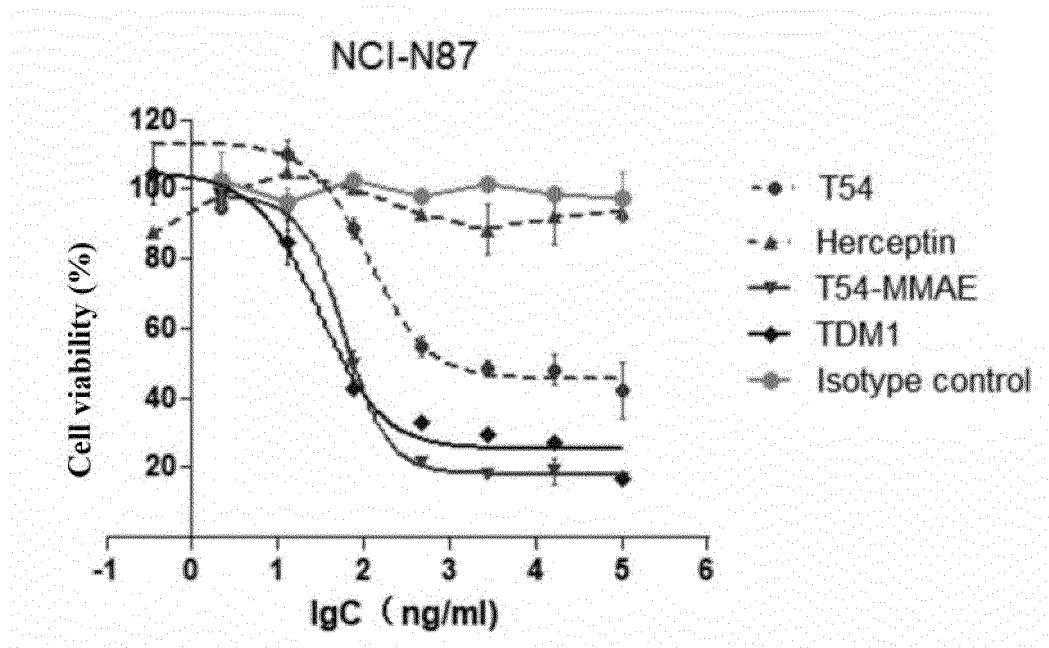 NCI-N87
120
100
80
60
40
20
Cell viability (%)
-1 0 1 2 3 4 5 6
lgC ( ng/ml)
T54
Herceptin
T54-MMAE
TDM1
Isotype control